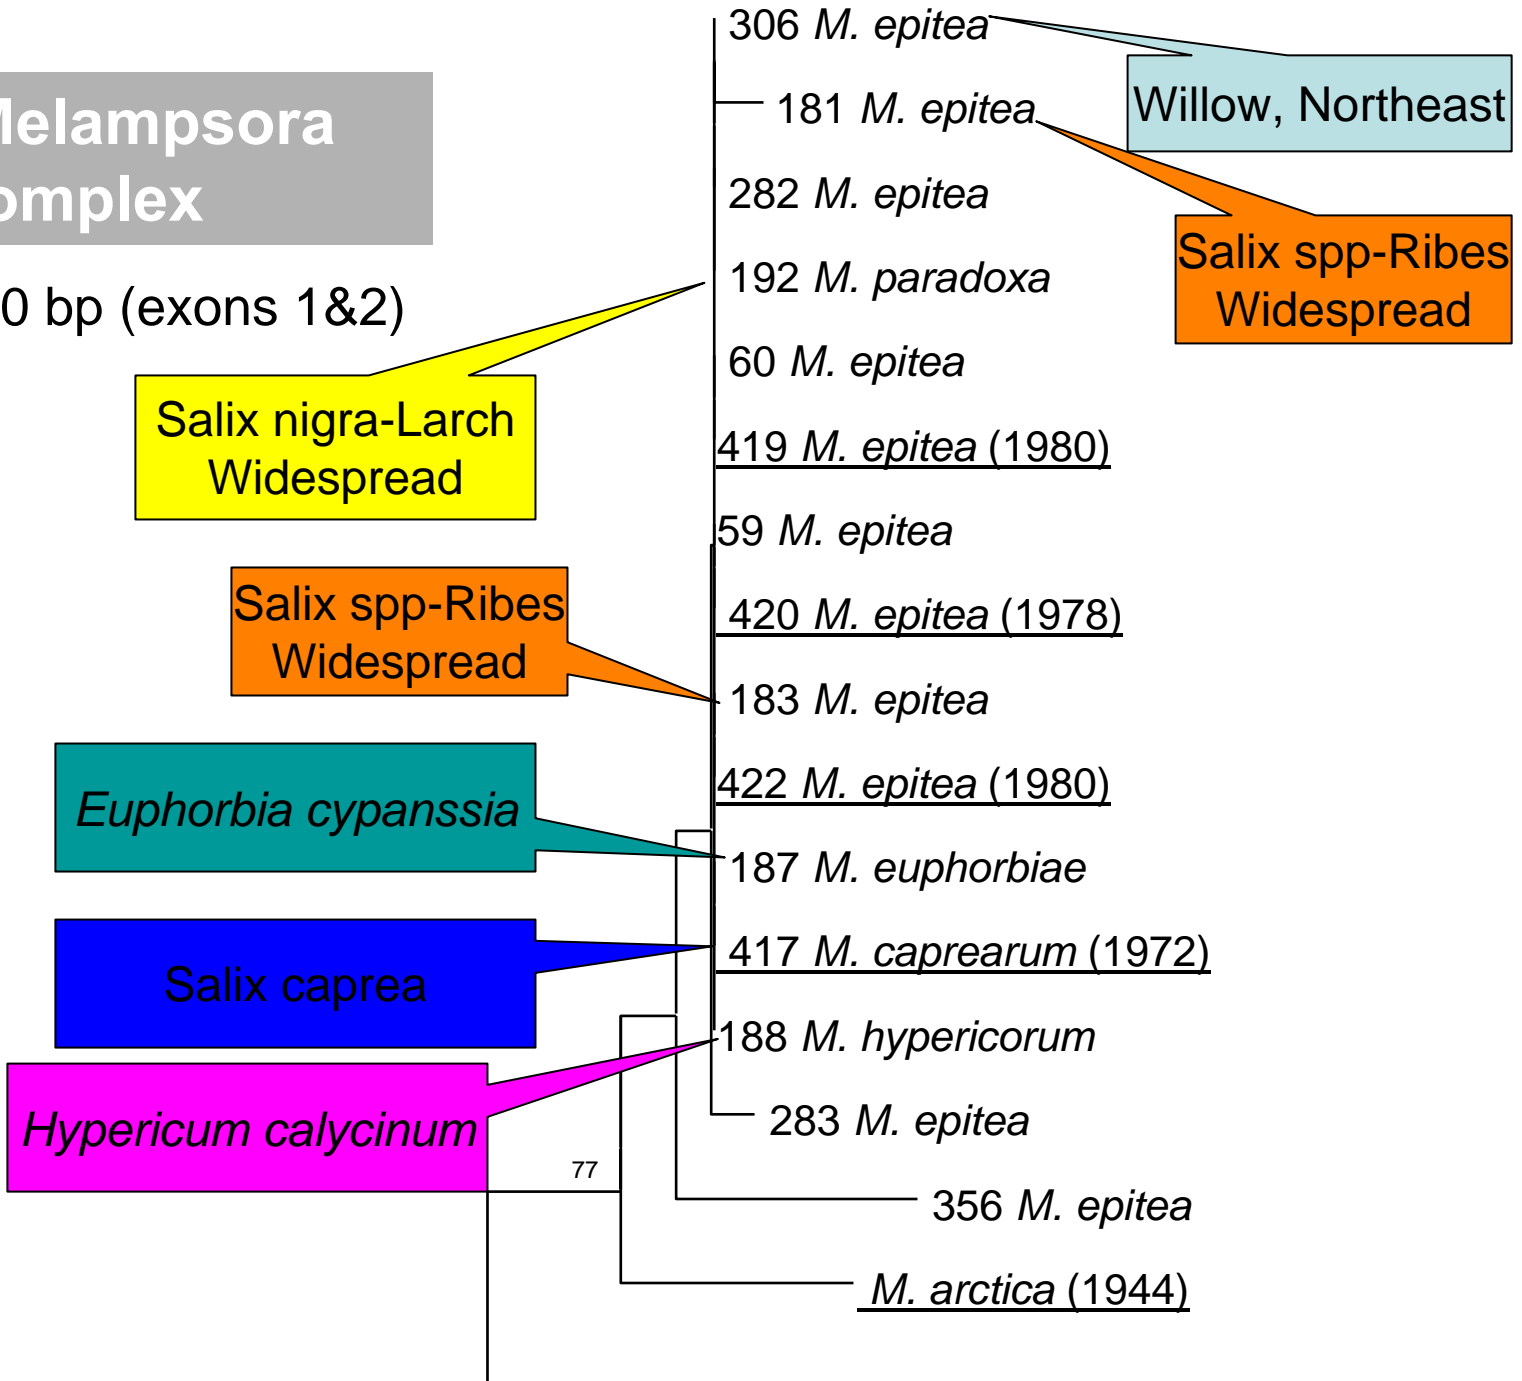 Melampsora
omplex
0 bp (exons 1&2)
306 M. epitea
Willow, Northeast
181 M. epitea
Salix spp-Ribes
Widespread
282 M. epitea
192 M. paradoxa
Salix nigra-Larch
Widespread
60 M. epitea
419 M. epitea (1980)
59 M. epitea
Salix spp-Ribes
Widespread
420 M. epitea (1978)
183 M. epitea
422 M. epitea (1980)
Euphorbia cypanssia
187 M. euphorbiae
Salix caprea
417 M. caprearum (1972)
188 M. hypericorum
Hypericum calycinum
283 M. epitea
77
356 M. epitea
M. arctica (1944)